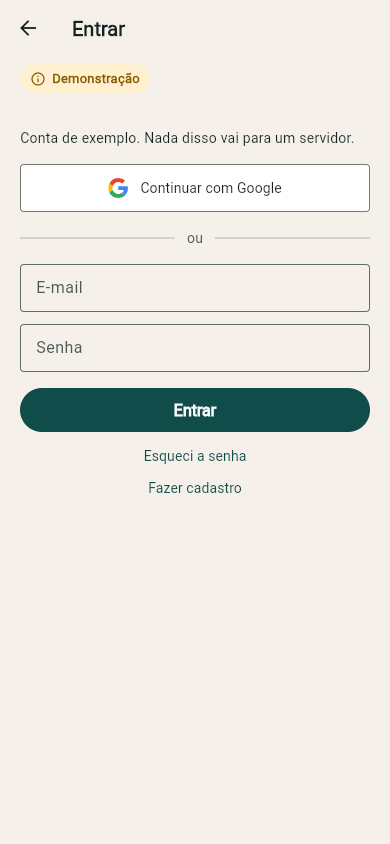 Entrar
Demonstração
Conta de exemplo. Nada disso vai para um servidor.
Continuar com Google
ou
E-mail
Senha
Entrar
Esqueci a senha
Fazer cadastro